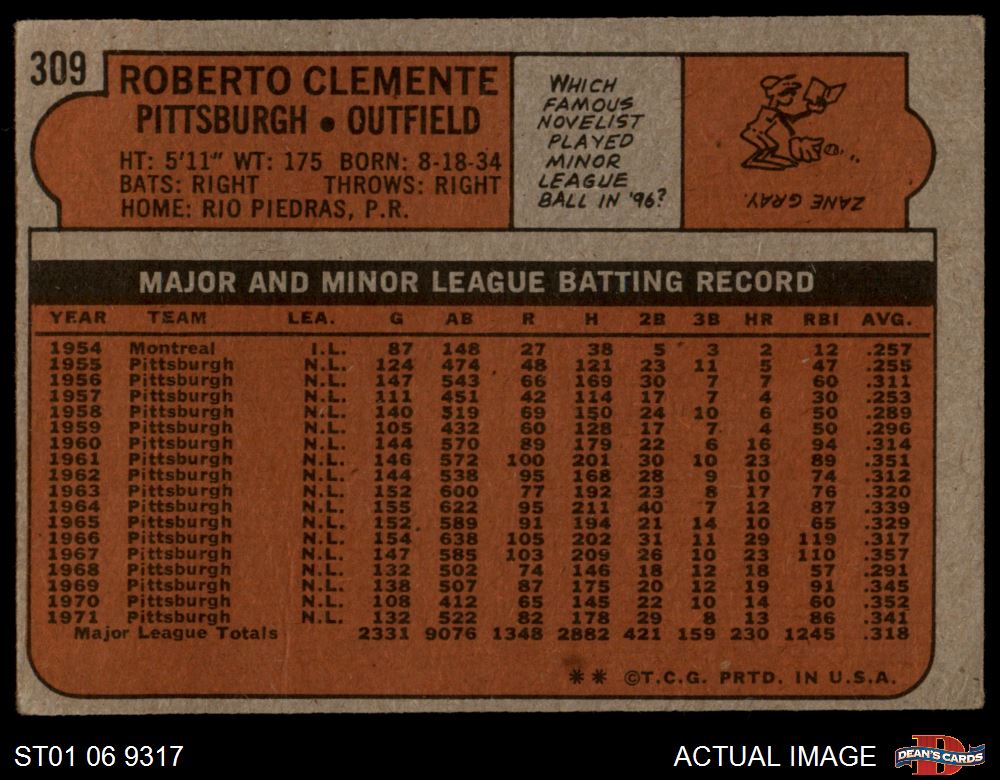 309
ROBERTO CLEMENTE
PITTSBURGH • OUTFIELD
HT: 5'11" WT: 175 BORN: 8-18-34
BATS: RIGHT THROWS: RIGHT
HOME: RIO PIEDRAS, P.R.
WHICH
FAMOUS
NOVELIST
PLAYED
MINOR
LEAGUE
BALL IN '96?
ZANE GRAY.
MAJOR AND MINOR LEAGUE BATTING RECORD
YEAR TEAM LEA. G AB R H 2B 3B HR RBI AVG.
1954 Montreal I.L. 87 148 27 38 5 3 2 12 .257
1955 Pittsburgh N.L. 124 474 48 121 23 11 5 47 .255
1956 Pittsburgh N.L. 147 543 66 169 30 7 7 60 .311
1957 Pittsburgh N.L. 111 451 42 114 17 7 4 30 .253
1958 Pittsburgh N.L. 140 519 69 150 24 10 6 50 .289
1959 Pittsburgh N.L. 105 432 60 128 17 7 4 50 .296
1960 Pittsburgh N.L. 144 570 89 179 22 6 16 94 .314
1961 Pittsburgh N.L. 146 572 100 201 30 10 23 89 .351
1962 Pittsburgh N.L. 144 538 95 168 28 9 10 74 .312
1963 Pittsburgh N.L. 152 600 77 192 23 8 17 76 .320
1964 Pittsburgh N.L. 155 622 95 211 40 7 12 87 .339
1965 Pittsburgh N.L. 152 589 91 194 21 14 10 65 .329
1966 Pittsburgh N.L. 154 638 105 202 31 11 29 119 .317
1967 Pittsburgh N.L. 147 585 103 209 26 10 23 110 .357
1968 Pittsburgh N.L. 132 502 74 146 18 12 18 57 .291
1969 Pittsburgh N.L. 138 507 87 175 20 12 19 91 .345
1970 Pittsburgh N.L. 108 412 65 145 22 10 14 60 .352
1971 Pittsburgh N.L. 132 522 82 178 29 8 13 86 .341
Major League Totals 2331 9076 1348 2882 421 159 230 1245 .318
** ©T.C.G. PRTD. IN U.S.A.
ST01 06 9317
ACTUAL IMAGE
D
DEAN'S CARDS